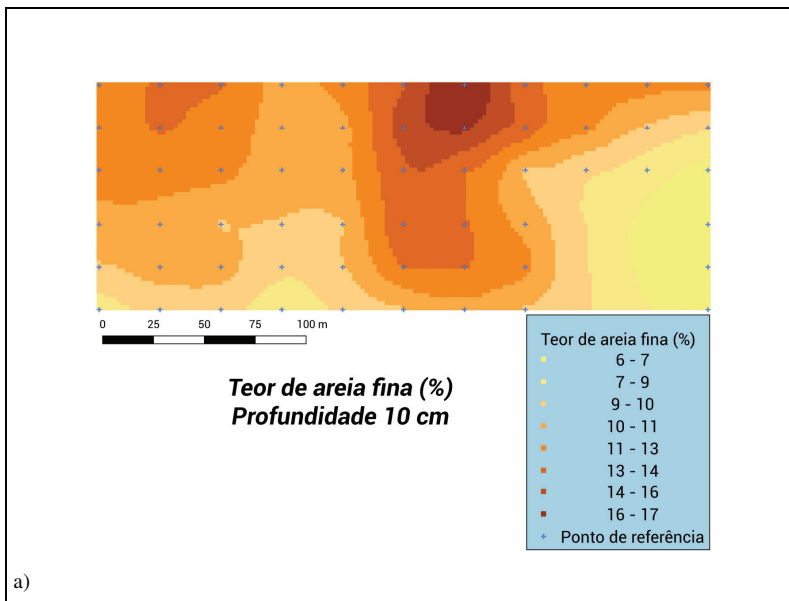 0 25 50 75 100 m
Teor de areia fina (%)
Profundidade 10 cm
Teor de areia fina (%)
6 - 7
7 - 9
9 - 10
10 - 11
11 - 13
13 - 14
14 - 16
16 - 17
Ponto de referência
a)